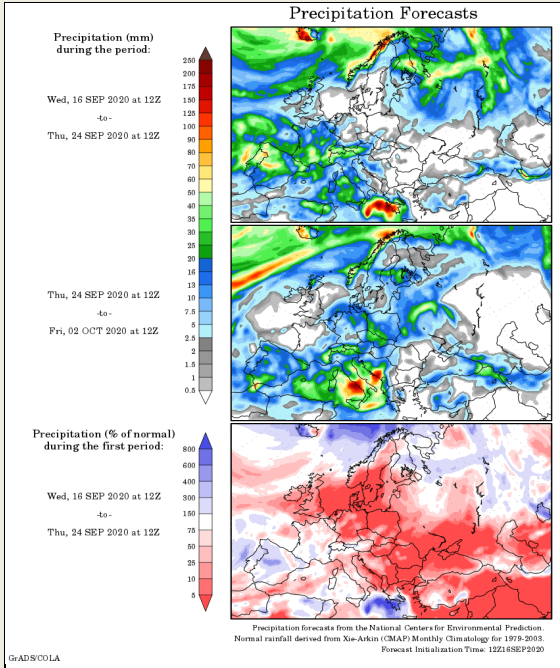 Precipitation Forecasts
Precipitation (mm)
during the period:
Wed, 16 SEP 2020 at 12Z
-to-
Thu, 24 SEP 2020 at 12Z
250
200
175
150
125
100
90
80
70
60
50
40
35
30
25
20
16
13
10
7.5
5
2.5
2
1.5
1
0.5
Thu, 24 SEP 2020 at 12Z
-to-
Fri, 02 OCT 2020 at 12Z
Precipitation (% of normal)
during the first period:
Wed, 16 SEP 2020 at 12Z
-to-
Thu, 24 SEP 2020 at 12Z
800
600
400
300
150
75
50
25
10
5
Precipitation forecasts from the National Centers for Environmental Prediction.
Normal rainfall derived from Xie-Arkin (CMAP) Monthly Climatology for 1979-2003.
Forecast Initialization Time: 12Z16SEP2020
GrADS/COLA